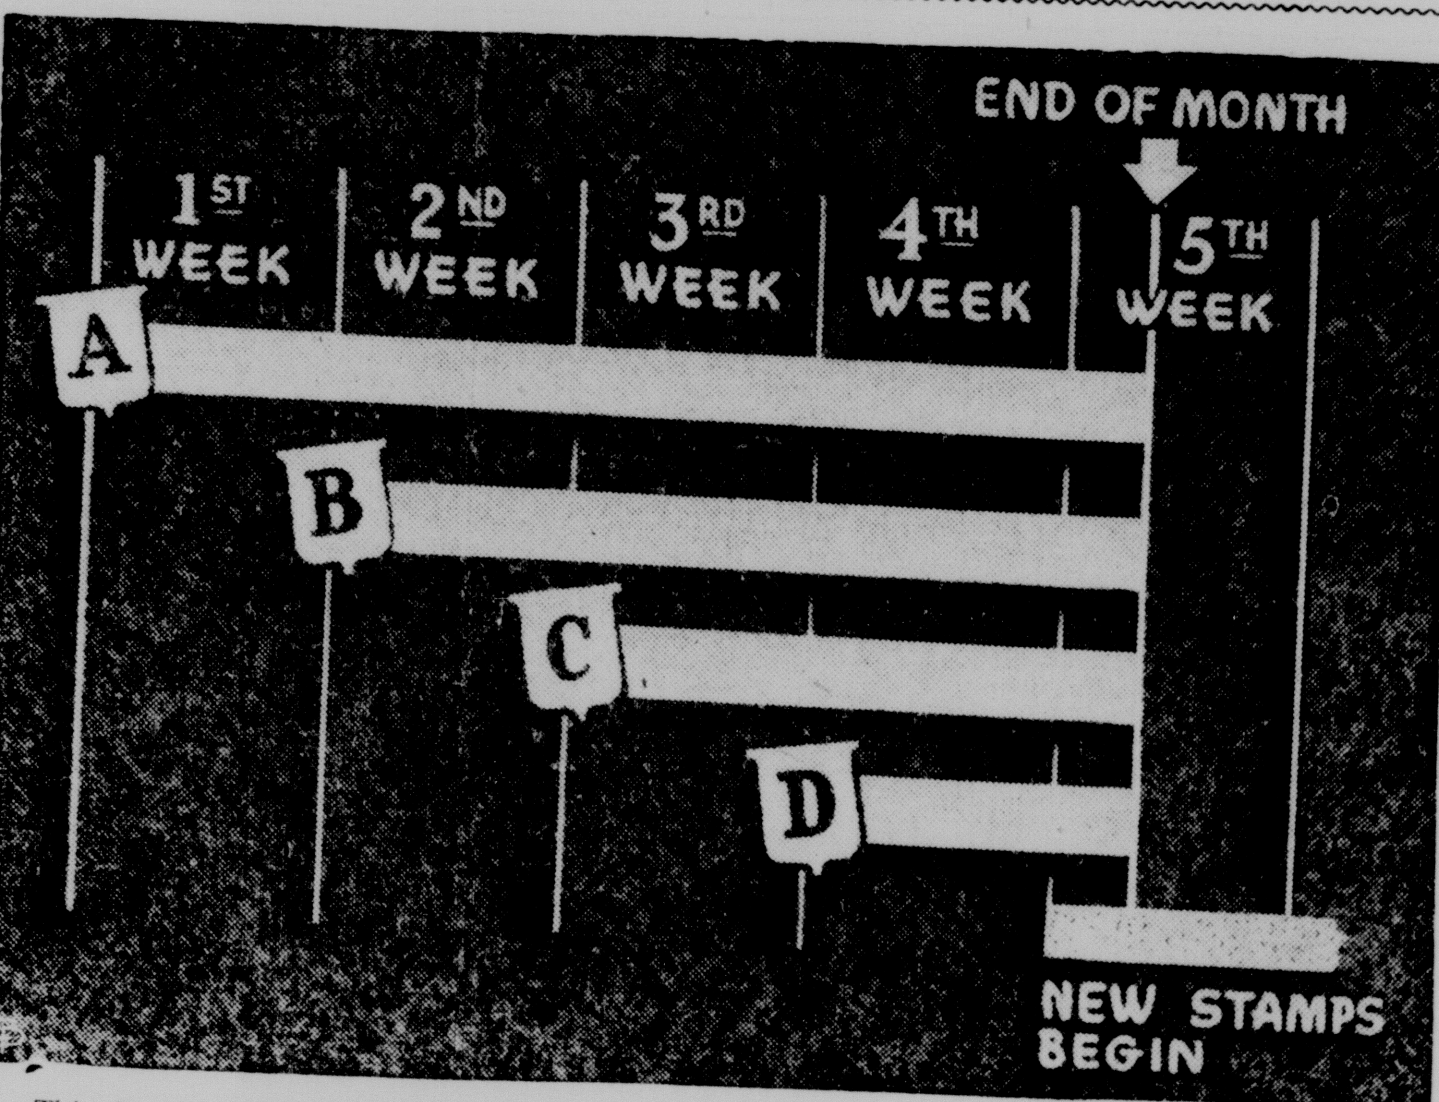 END OF MONTH
1ST WEEK
2ND WEEK
3RD WEEK
4TH WEEK
5TH WEEK
A
B
C
D
NEW STAMPS
BEGIN